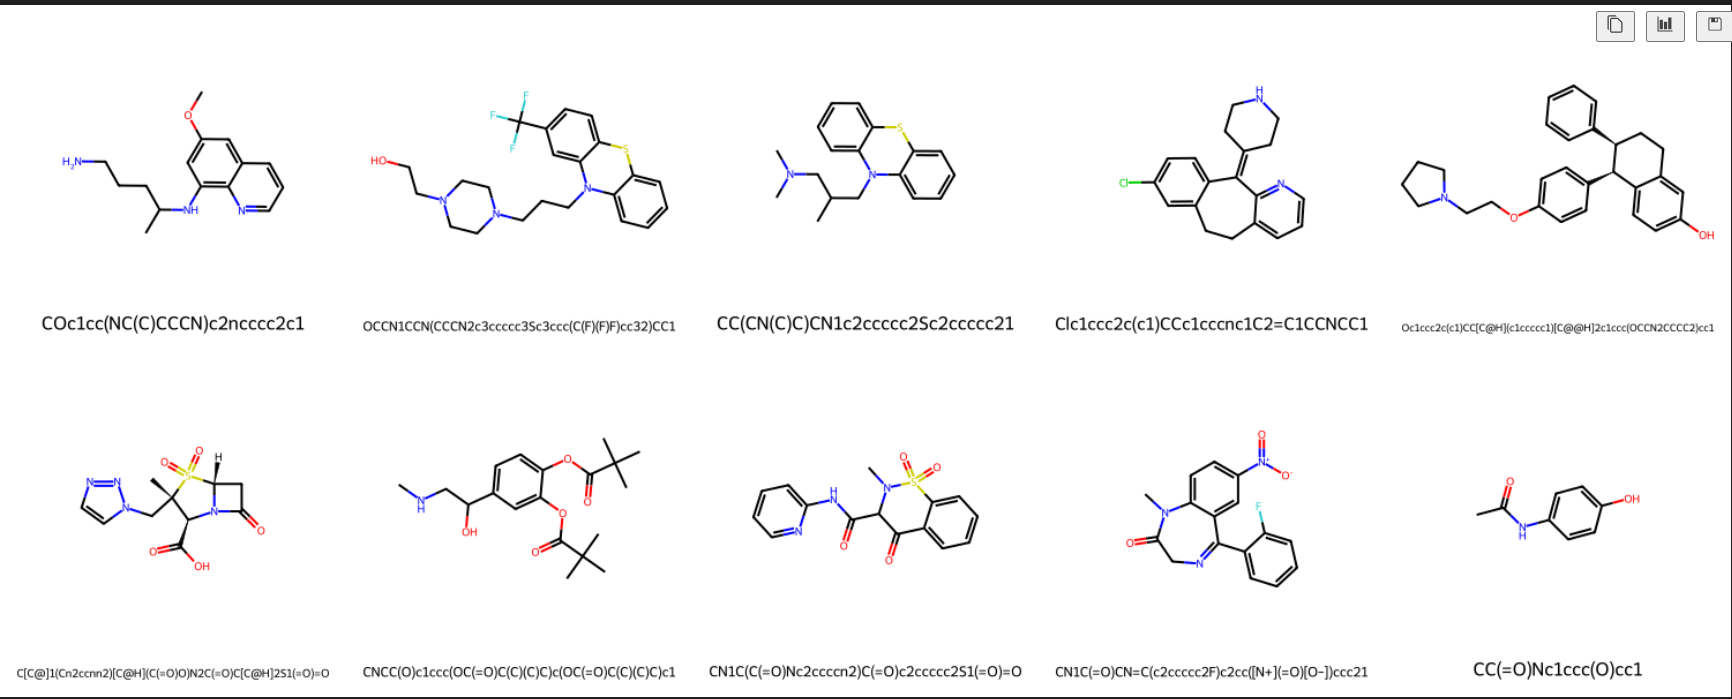 COc1cc(NC(C)CCCN)c2ncccc2c1
OCCN1CCN(CCCN2c3ccccc3Sc3ccc(C(F)(F)F)cc32)CC1
CC(CN(C)C)CN1c2ccccc2Sc2ccccc21
Clc1ccc2c(c1)CCc1cccnc1C2=C1CCNCC1
Oc1ccc2c(c1)CC[C@H](c1ccccc1)[C@@H]2c1ccc(OCCN2CCCC2)cc1
C[C@]1(Cn2ccnn2)[C@H](C(=O)O)N2C(=O)C[C@H]2S1(=O)=O
CNCC(O)c1ccc(OC(=O)C(C)(C)C)c(OC(=O)C(C)(C)C)c1
CN1C(C(=O)Nc2ccccn2)C(=O)c2ccccc2S1(=O)=O
CN1C(=O)CN=C(c2ccccc2F)c2cc([N+](=O)[O-])ccc21
CC(=O)Nc1ccc(O)cc1